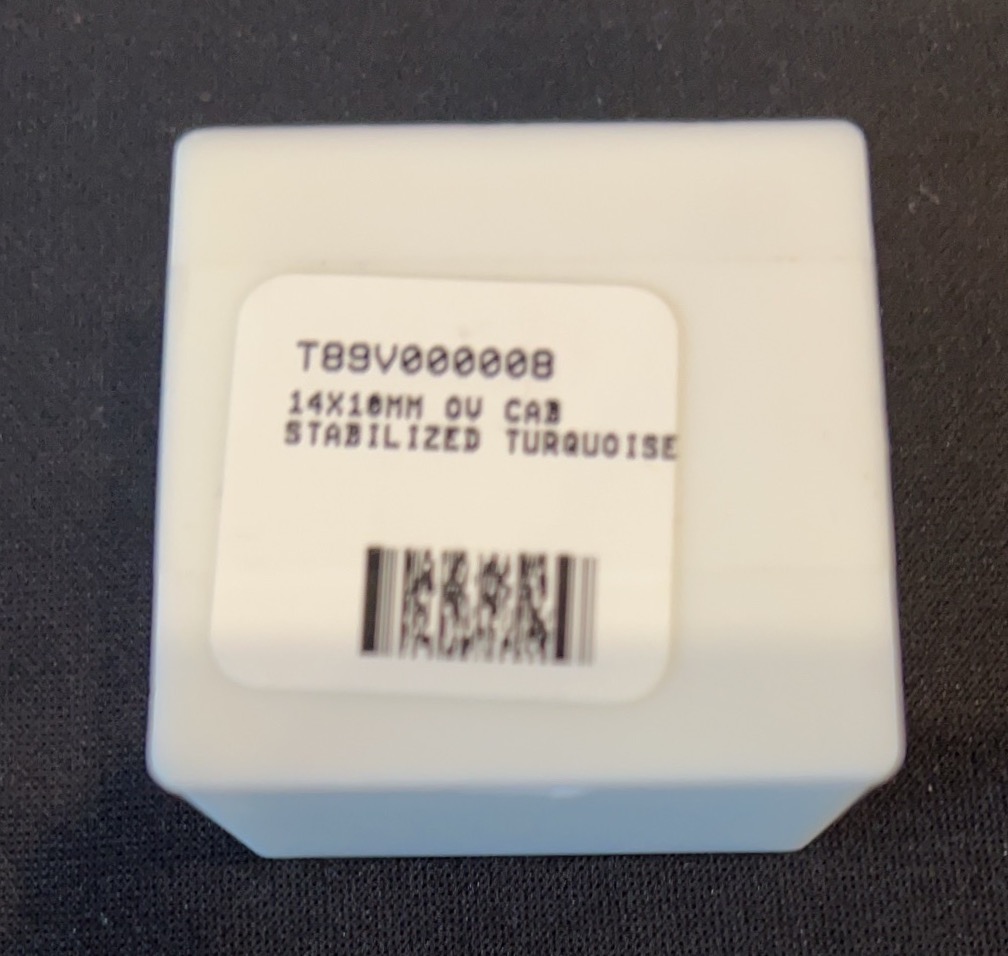 T89V000008
14X10MM OV CAB
STABILIZED TURQUOISE